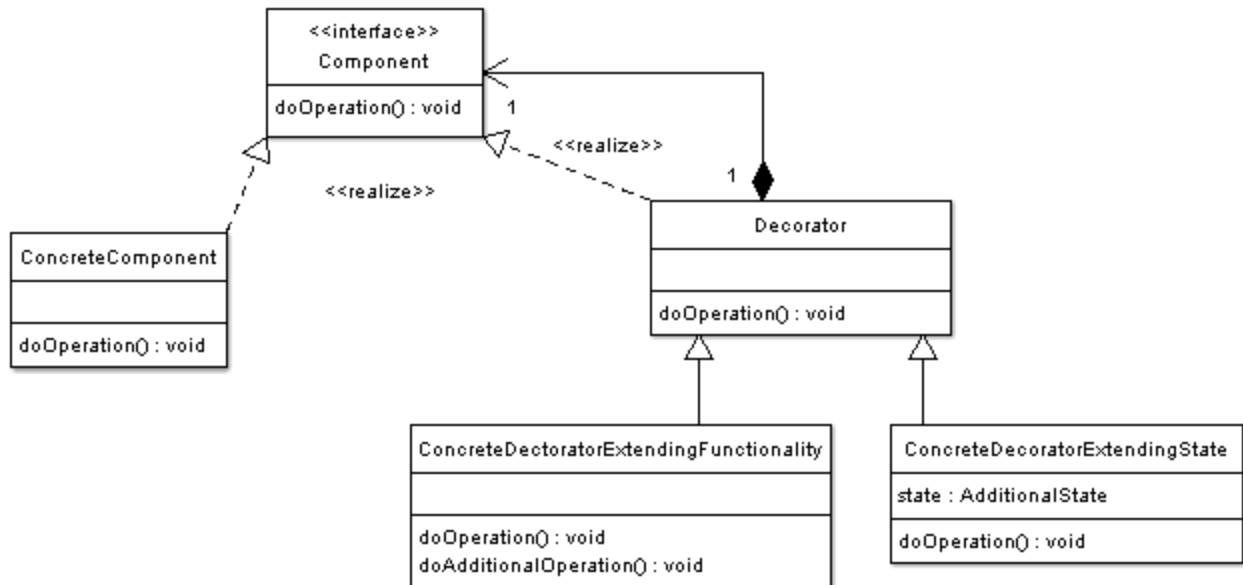 <<interface>>
Component
doOperation() : void
1
<<realize>>
<<realize>>
1
Decorator
doOperation() : void
ConcreteComponent
doOperation() : void
ConcreteDectoratorExtendingFunctionality
doOperation() : void
doAdditionalOperation() : void
ConcreteDecoratorExtendingState
state : AdditionalState
doOperation() : void